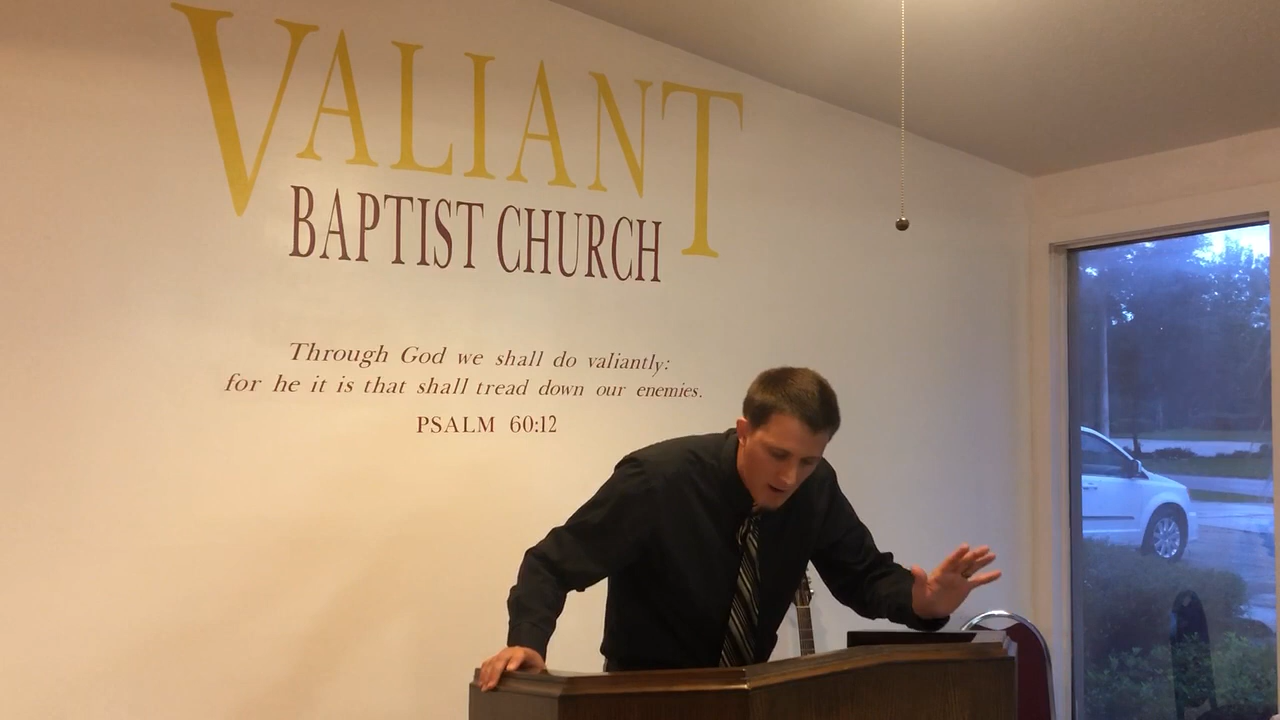 VALIANT
BAPTIST CHURCH
Through God we shall do valiantly:
for he it is that shall tread down our enemies.
PSALM 60:12